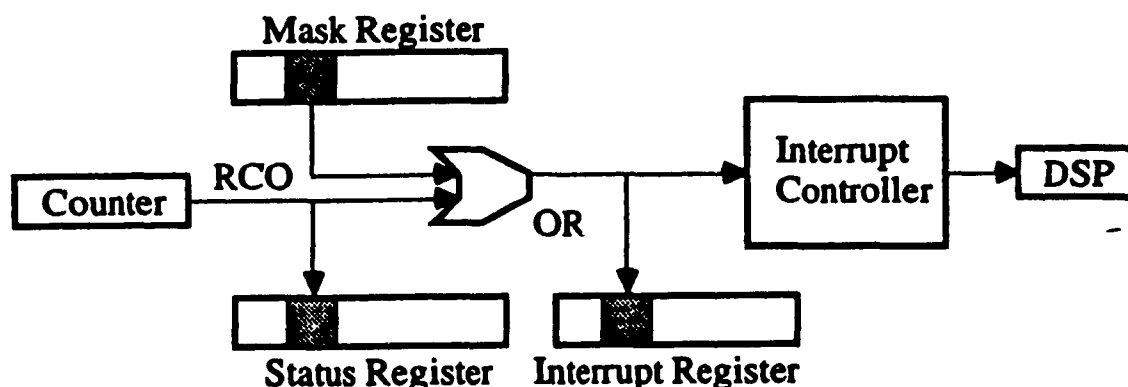 Mask Register
RCO
Counter
OR
Interrupt
Controller
DSP
Status Register
Interrupt Register